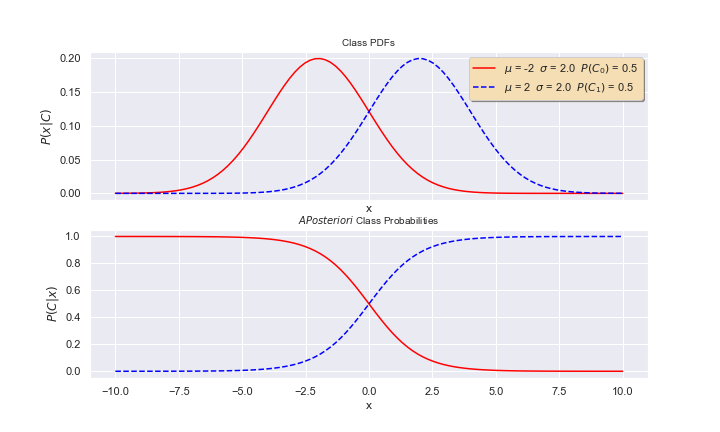 Class PDFs
0.20
0.15
0.10
0.05
0.00
P(x|C)
μ = -2 σ = 2.0 P(C₀) = 0.5
μ = 2 σ = 2.0 P(C₁) = 0.5
x
APosteriori Class Probabilities
1.0
0.8
0.6
0.4
0.2
0.0
P(C|x)
−10.0 −7.5 −5.0 −2.5 0.0 2.5 5.0 7.5 10.0
x